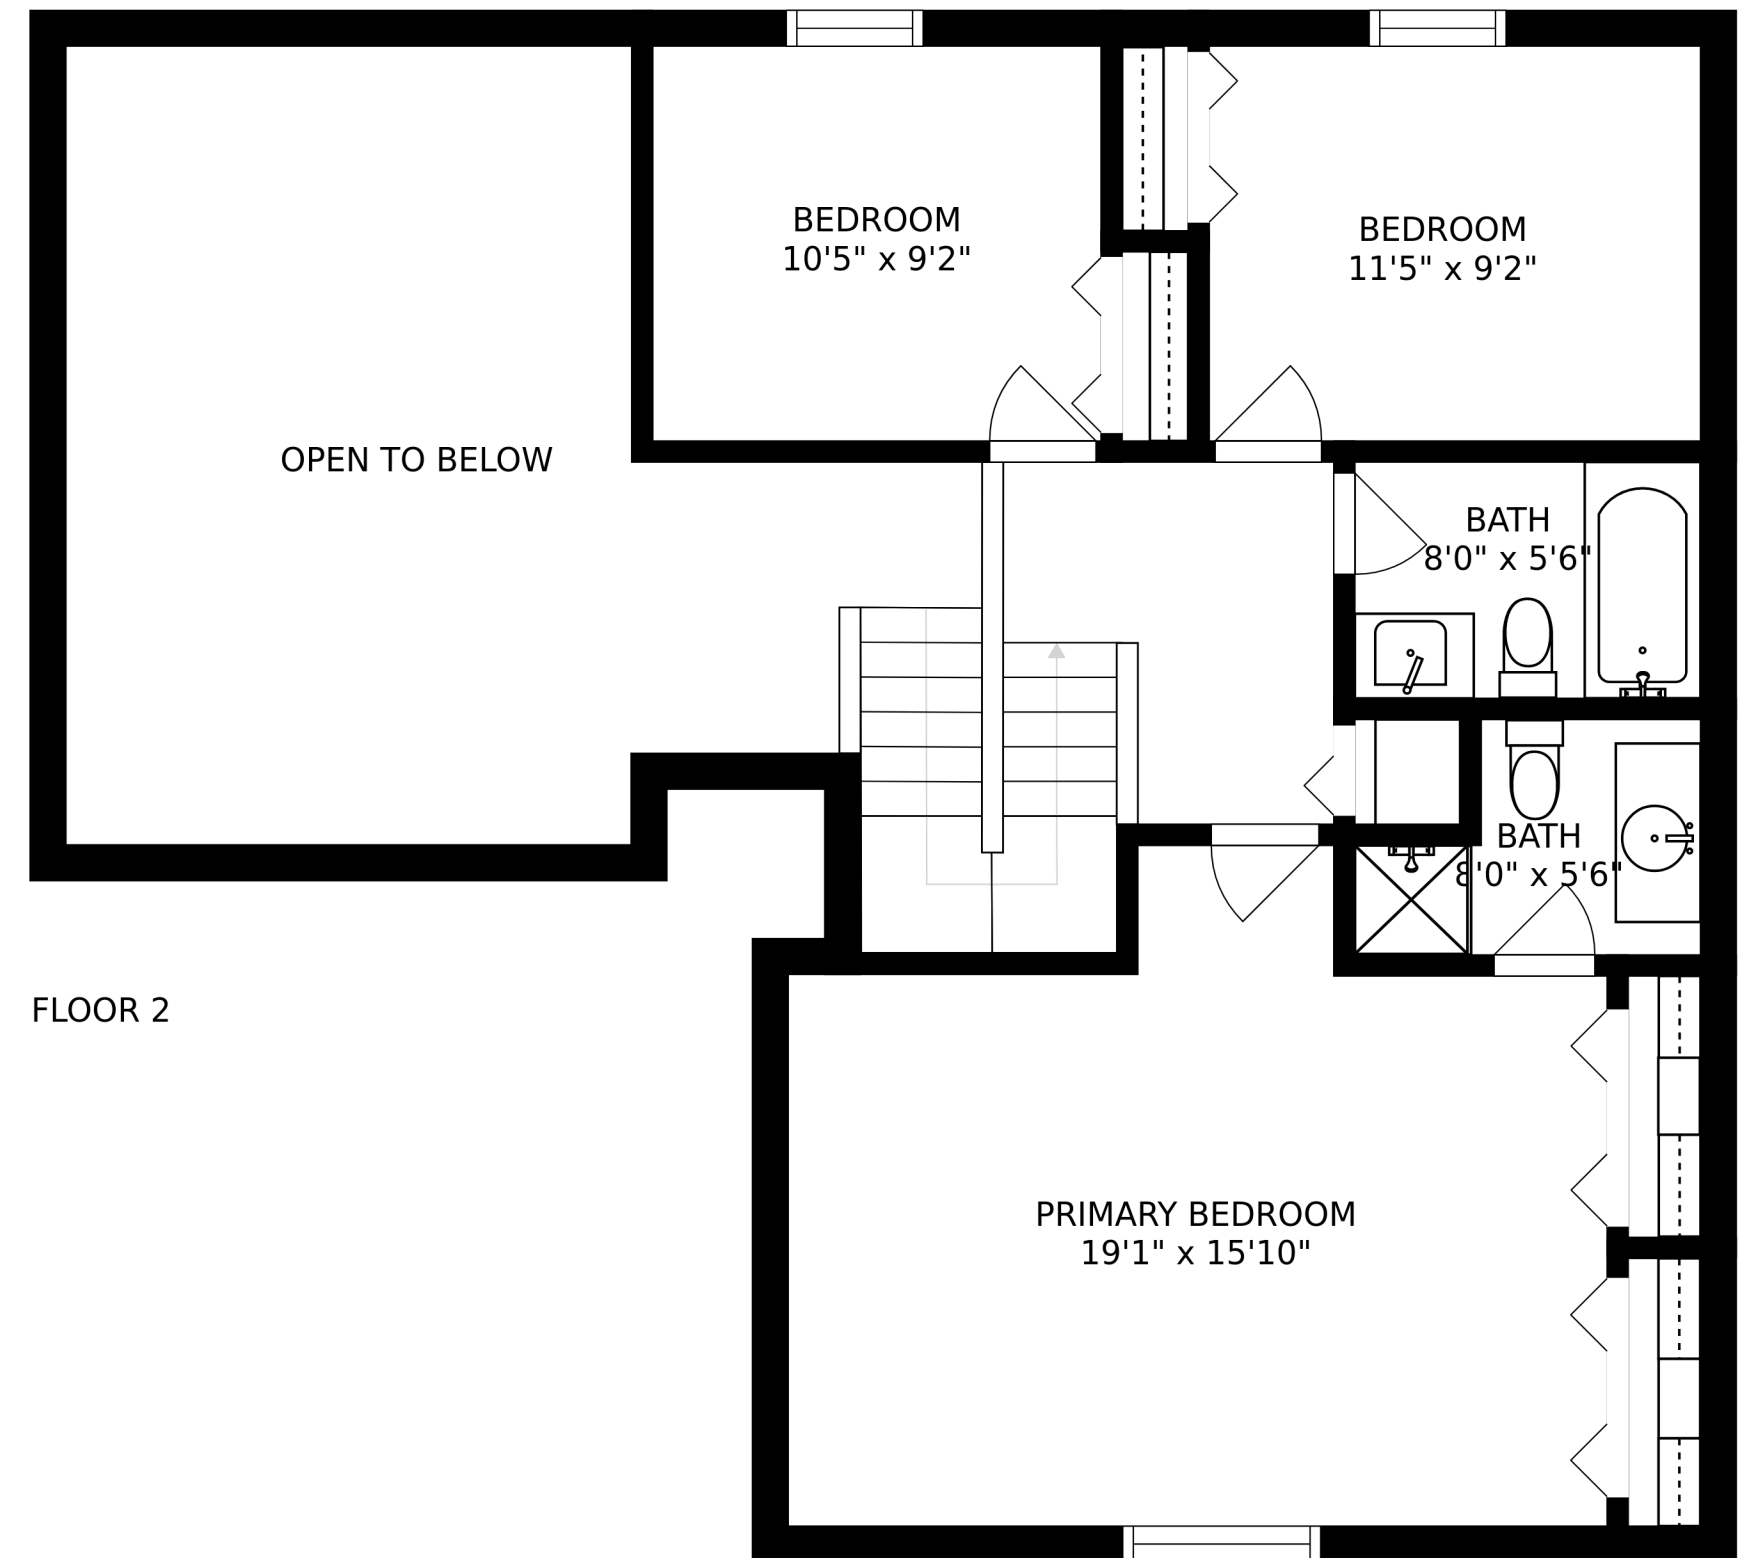 BEDROOM
10'5" x 9'2"
BEDROOM
11'5" x 9'2"
OPEN TO BELOW
BATH
8'0" x 5'6"
BATH
8'0" x 5'6"
FLOOR 2
PRIMARY BEDROOM
19'1" x 15'10"